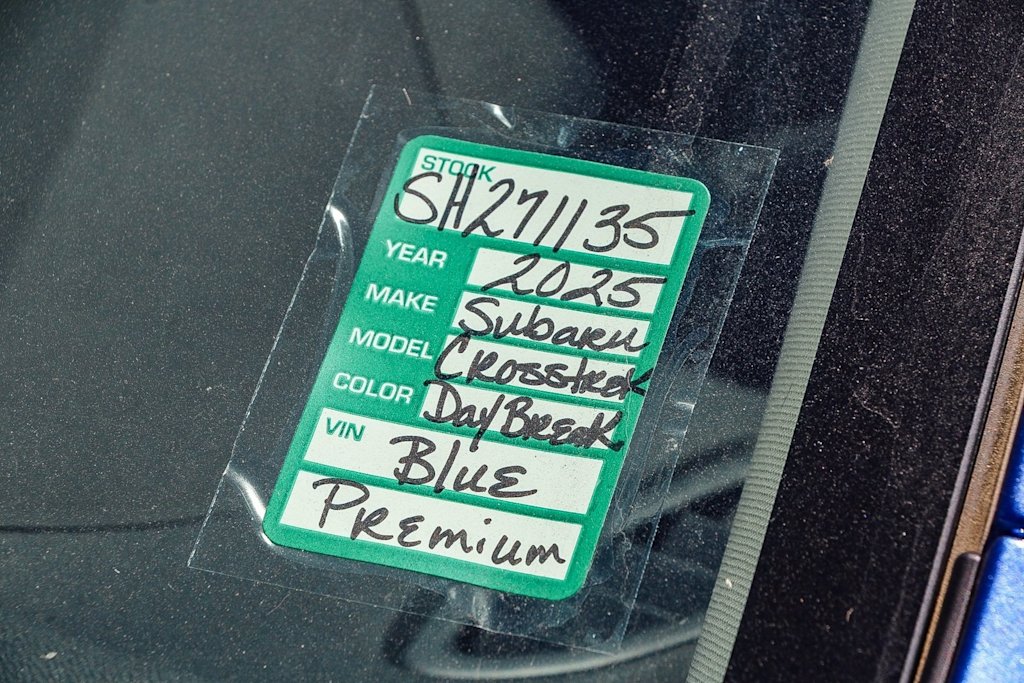 STOCK
SH271135
YEAR 2025
MAKE Subaru
MODEL Crosstrek
COLOR DayBreak
VIN Blue
Premium